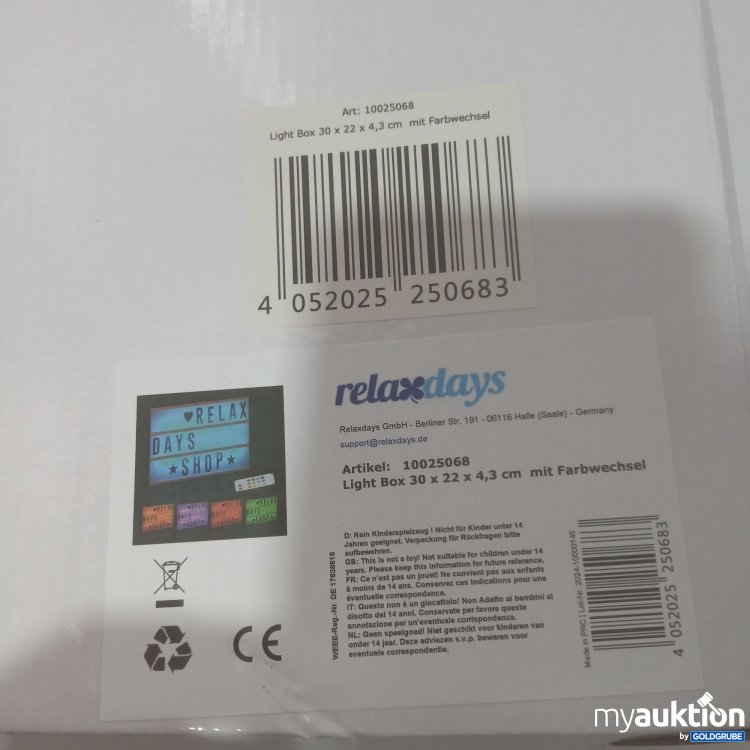 Art: 10025068
Light Box 30 x 22 x 4,3 cm mit Farbwechsel
4 052025 250683
♥RELAX
DAYS
★SHOP★
relaxdays
Relaxdays GmbH - Berliner Str. 191 - 06116 Halle (Saale) - Germany
support@relaxdays.de
Artikel: 10025068
Light Box 30 x 22 x 4,3 cm mit Farbwechsel
WEEE-Reg.-Nr. DE 17638816
D: Kein Kinderspielzeug ! Nicht für Kinder unter 14
Jahren geeignet. Verpackung für Rückfragen bitte
aufbewahren.
GB: This is not a toy! Not suitable for children under 14
years. Please keep this information for future reference.
FR: Ce n'est pas un jouet! Ne convient pas aux enfants
à moins de 14 ans. Conservez ces indications pour une
éventuelle correspondance.
IT: Questo non è un giocattolo! Non Adatto ai bambini al
disotto dei 14 anni. Conservate per favore queste
annotazione per un'eventuale corrispondenza.
NL: Geen speelgoed! Niet geschikt voor kinderen van
onder 14 jaar. Deze adviezen s.v.p. bewaren voor
eventuele correspondentie.
Made in PRC | Lot-Nr. 2024-10000145
4 052025 250683
CE
myauktion
by GOLDGRUBE